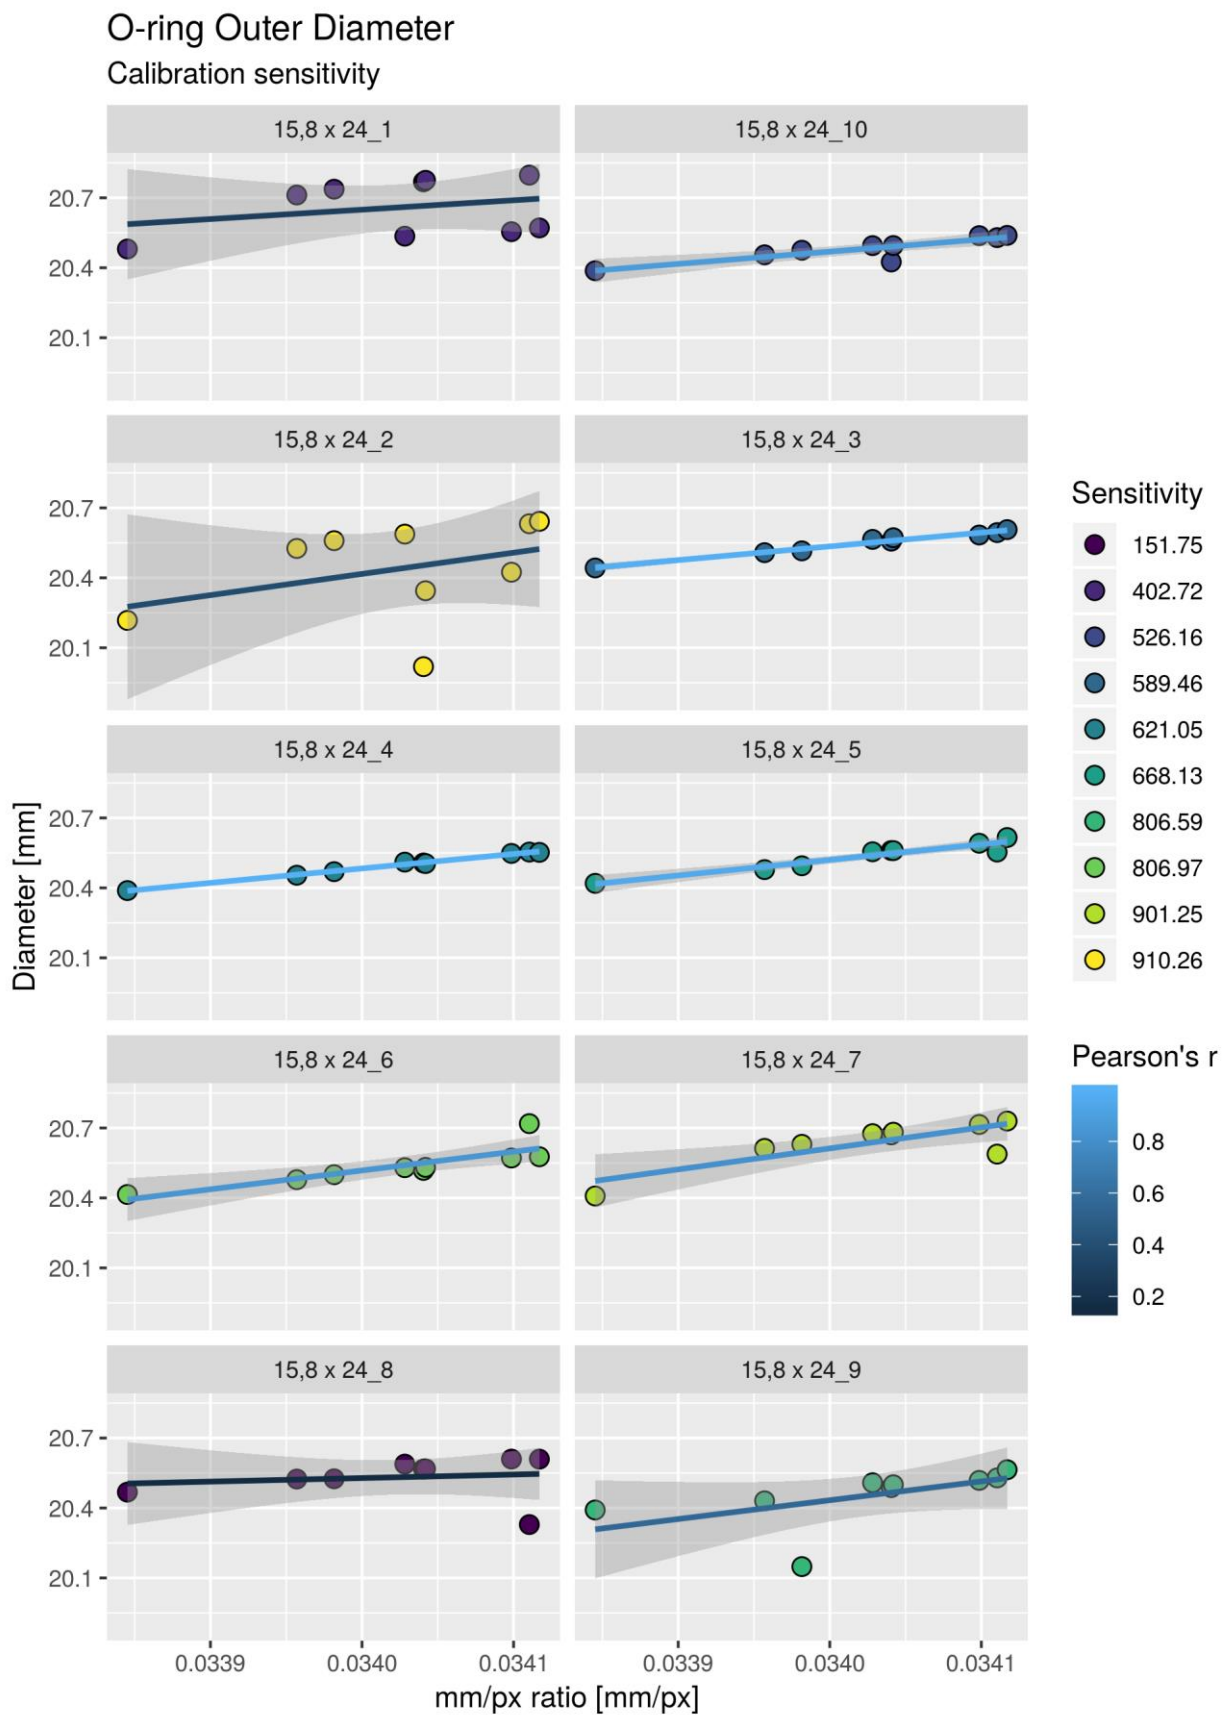 O-ring Outer Diameter
Calibration sensitivity
15,8 x 24_1
15,8 x 24_10
20.7
20.4
20.1
15,8 x 24_2
15,8 x 24_3
20.7
20.4
20.1
15,8 x 24_4
15,8 x 24_5
20.7
20.4
20.1
15,8 x 24_6
15,8 x 24_7
20.7
20.4
20.1
15,8 x 24_8
15,8 x 24_9
20.7
20.4
20.1
0.0339
0.0340
0.0341
0.0339
0.0340
0.0341
mm/px ratio [mm/px]
Diameter [mm]
Sensitivity
151.75
402.72
526.16
589.46
621.05
668.13
806.59
806.97
901.25
910.26
Pearson's r
0.8
0.6
0.4
0.2